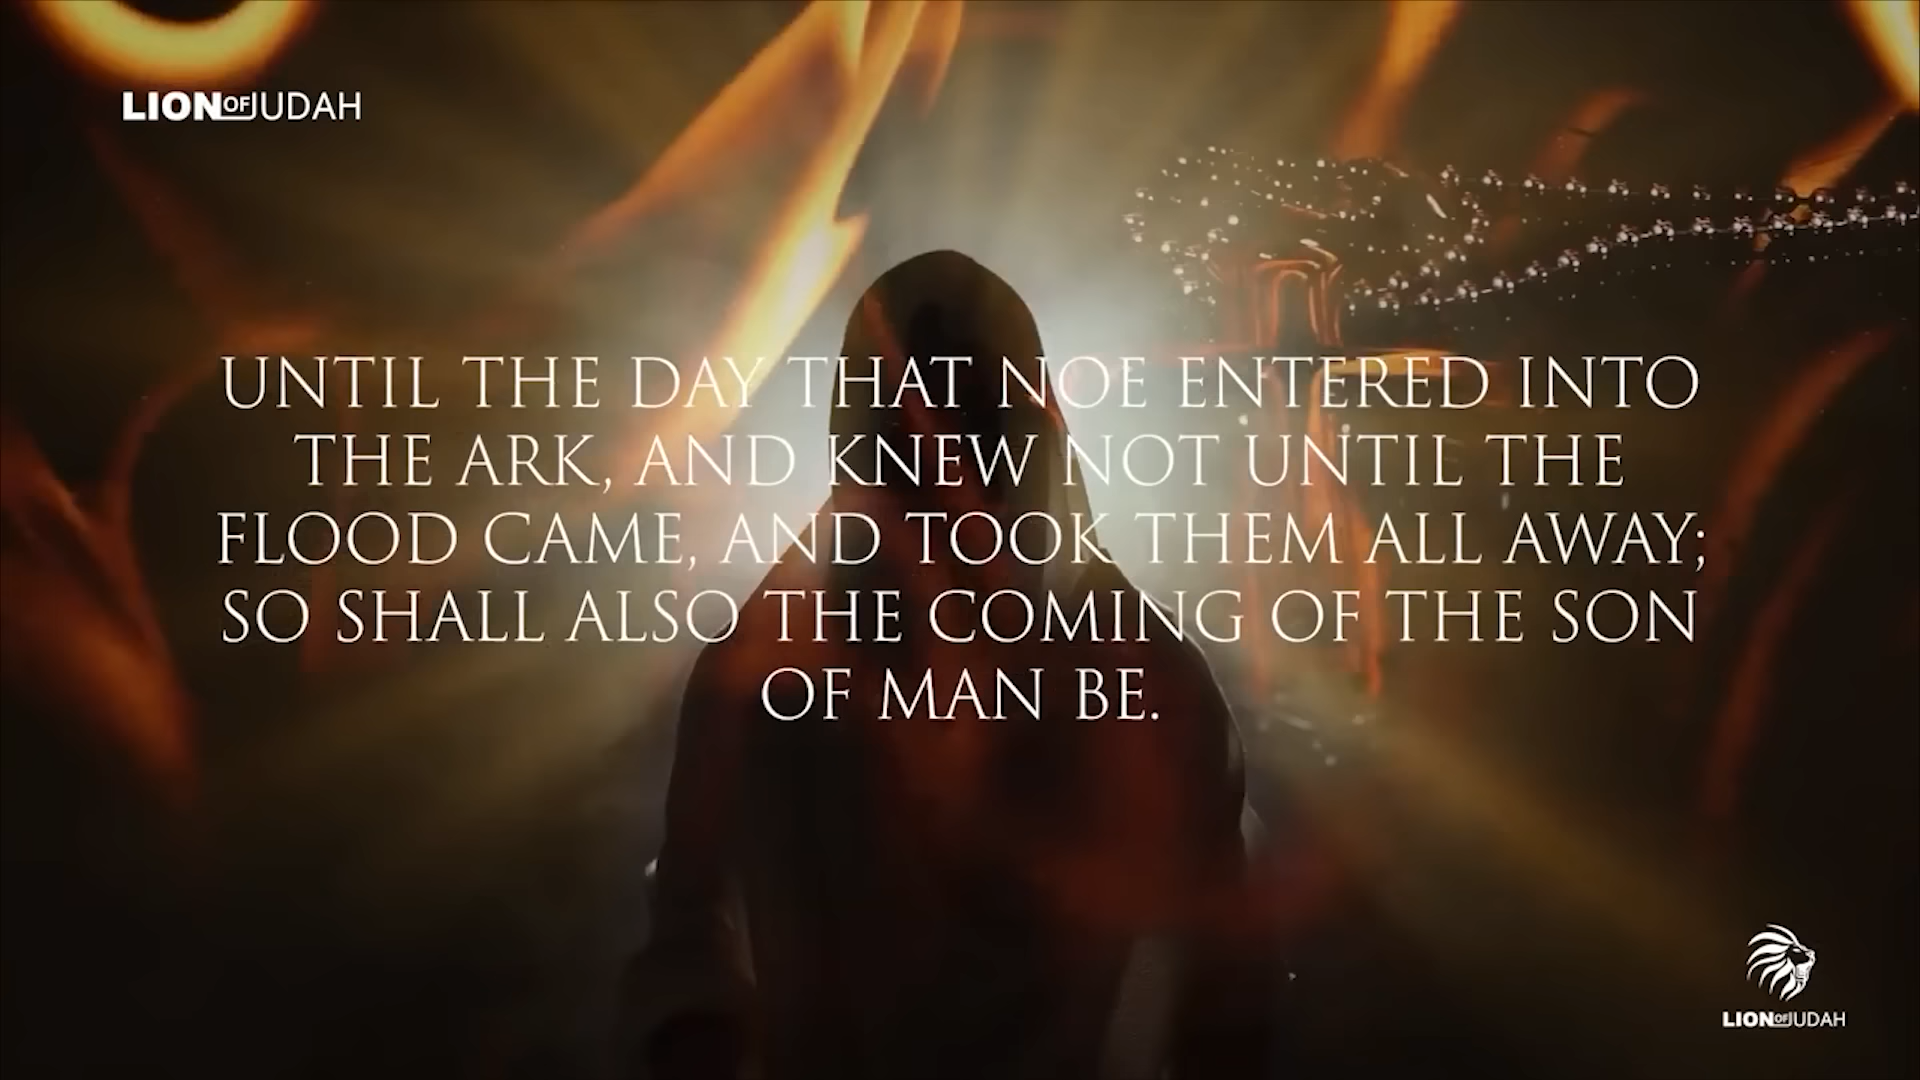 LION OF JUDAH
UNTIL THE DAY THAT NOE ENTERED INTO
THE ARK, AND KNEW NOT UNTIL THE
FLOOD CAME, AND TOOK THEM ALL AWAY;
SO SHALL ALSO THE COMING OF THE SON
OF MAN BE.
LION OF JUDAH